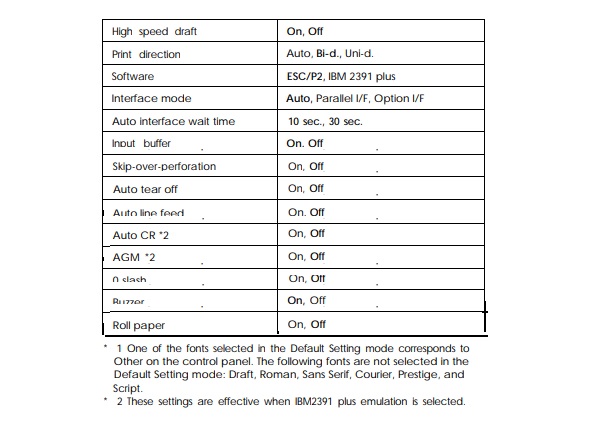 High speed draft On, Off
Print direction Auto, Bi-d., Uni-d.
Software ESC/P2, IBM 2391 plus
Interface mode Auto, Parallel I/F, Option I/F
Auto interface wait time 10 sec., 30 sec.
Input buffer On. Off
Skip-over-perforation On, Off
Auto tear off On, Off
Auto line feed On. Off
Auto CR *2 On, Off
AGM *2 On, Off
0 slash On, Off
Buzzer On, Off
Roll paper On, Off
* 1 One of the fonts selected in the Default Setting mode corresponds to
Other on the control panel. The following fonts are not selected in the
Default Setting mode: Draft, Roman, Sans Serif, Courier, Prestige, and
Script.
* 2 These settings are effective when IBM2391 plus emulation is selected.